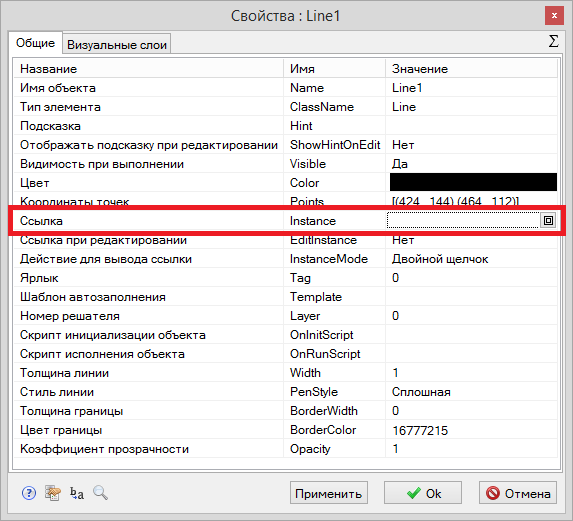 Свойства : Line1
Общие Визуальные слои Σ
Название Имя Значение
Имя объекта Name Line1
Тип элемента ClassName Line
Подсказка Hint
Отображать подсказку при редактировании ShowHintOnEdit Нет
Видимость при выполнении Visible Да
Цвет Color
Координаты точек Points [(424 , 144),(464 , 112)]
Ссылка Instance
Ссылка при редактировании EditInstance Нет
Действие для вывода ссылки InstanceMode Двойной щелчок
Ярлык Tag 0
Шаблон автозаполнения Template
Номер решателя Layer 0
Скрипт инициализации объекта OnInitScript
Скрипт исполнения объекта OnRunScript
Толщина линии Width 1
Стиль линии PenStyle Сплошная
Толщина границы BorderWidth 0
Цвет границы BorderColor 16777215
Коэффициент прозрачности Opacity 1
Применить Ok Отмена